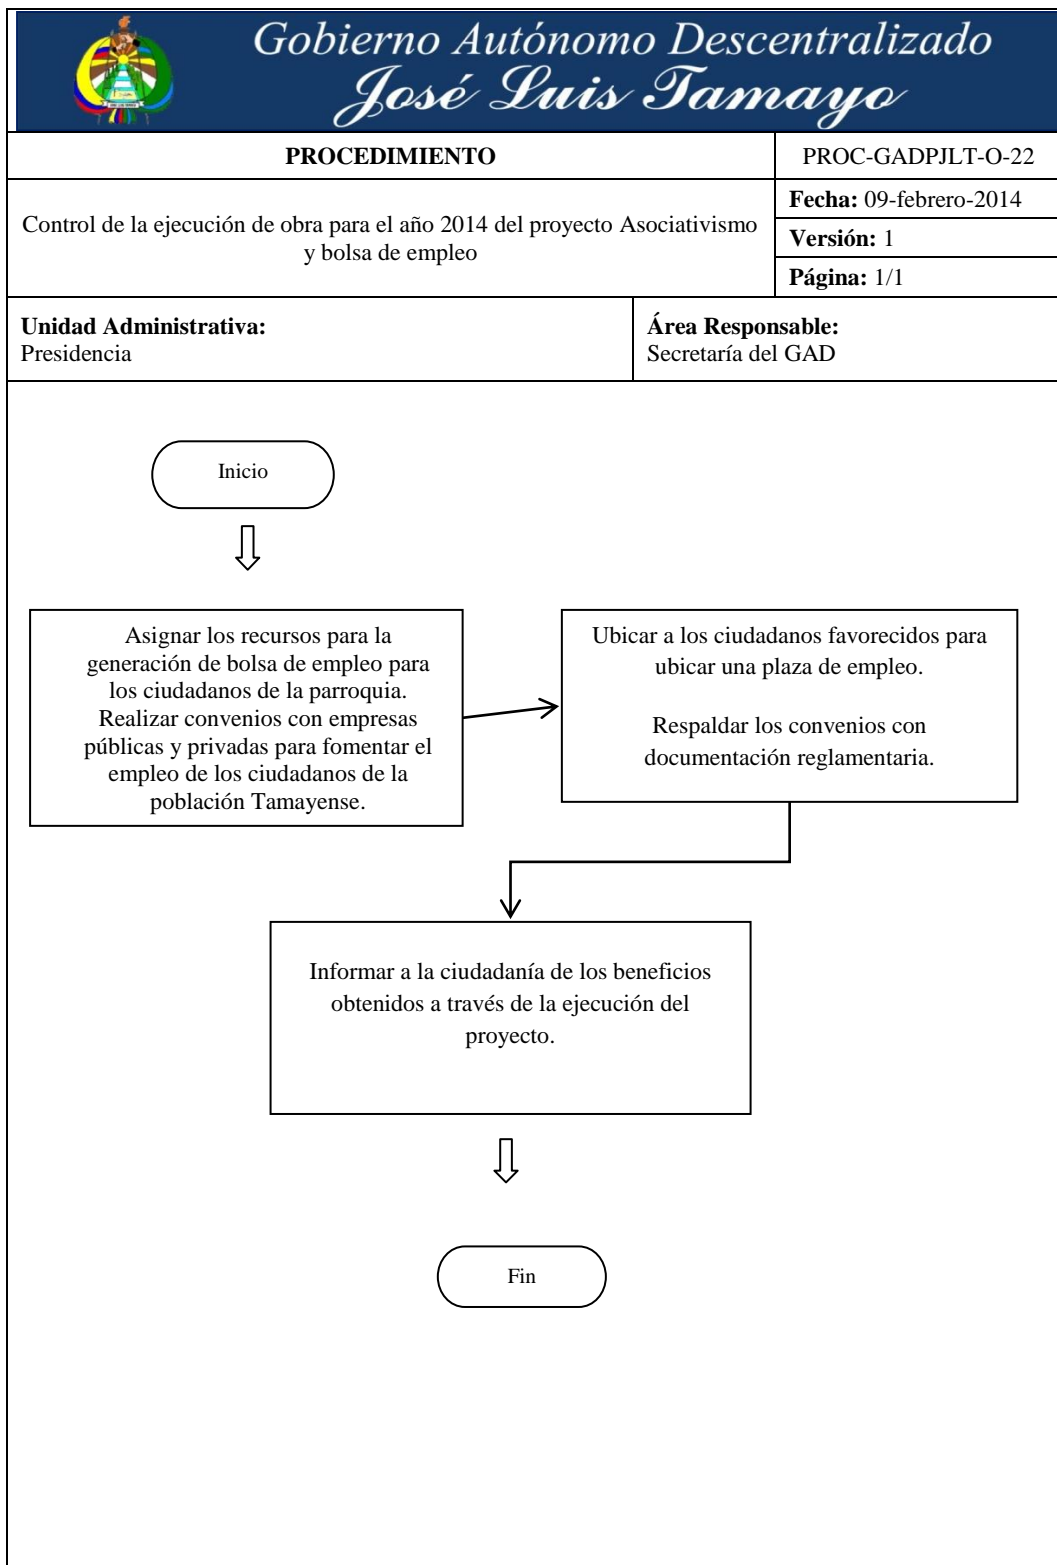 Gobierno Autónomo Descentralizado
José Luis Tamayo
PROCEDIMIENTO
PROC-GADPJLT-O-22
Control de la ejecución de obra para el año 2014 del proyecto Asociativismo
y bolsa de empleo
Fecha: 09-febrero-2014
Versión: 1
Página: 1/1
Unidad Administrativa:
Presidencia
Área Responsable:
Secretaría del GAD
Inicio
Asignar los recursos para la
generación de bolsa de empleo para
los ciudadanos de la parroquia.
Realizar convenios con empresas
públicas y privadas para fomentar el
empleo de los ciudadanos de la
población Tamayense.
Ubicar a los ciudadanos favorecidos para
ubicar una plaza de empleo.
Respaldar los convenios con
documentación reglamentaria.
Informar a la ciudadanía de los beneficios
obtenidos a través de la ejecución del
proyecto.
Fin